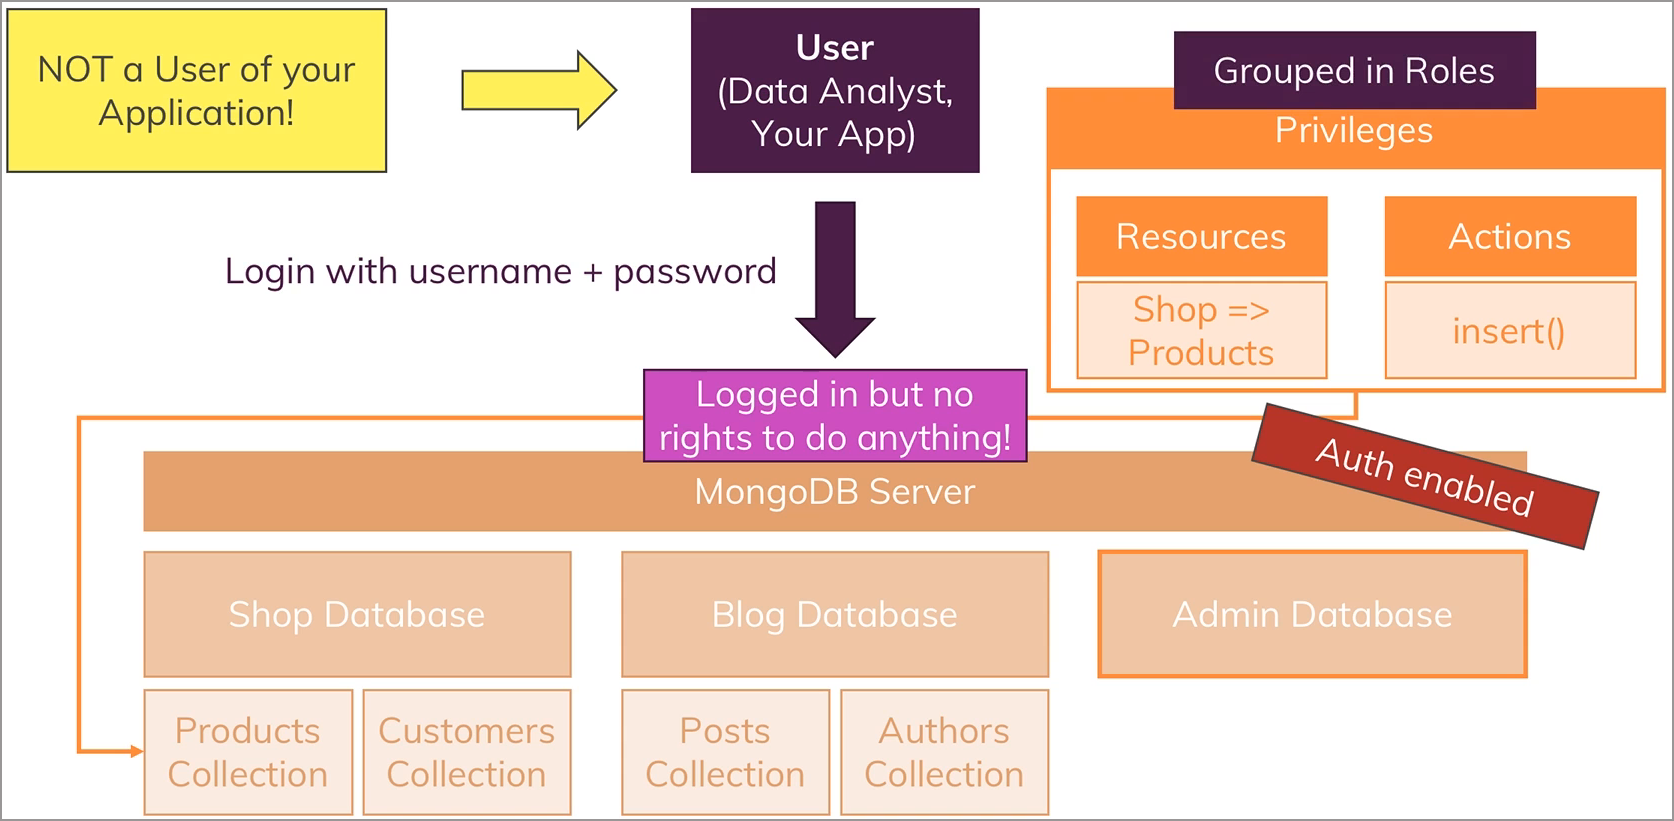 NOT a User of your
Application!
User
(Data Analyst,
Your App)
Grouped in Roles
Privileges
Resources
Actions
Shop =>
Products
insert()
Login with username + password
Logged in but no
rights to do anything!
Auth enabled
MongoDB Server
Shop Database
Blog Database
Admin Database
Products
Collection
Customers
Collection
Posts
Collection
Authors
Collection